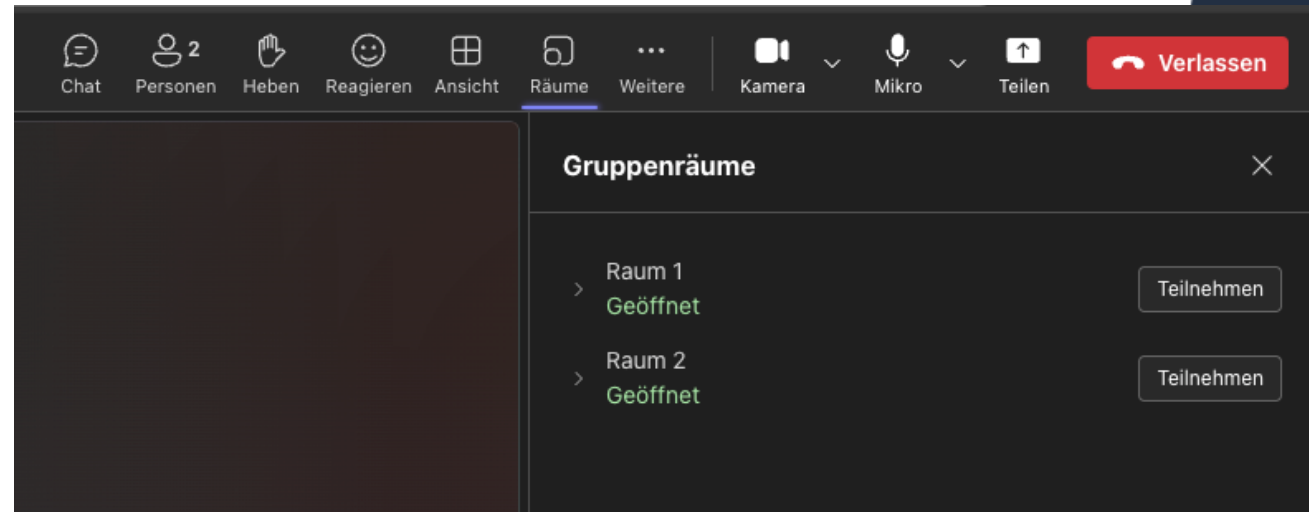 2
Chat Personen Heben Reagieren Ansicht Räume Weitere Kamera Mikro Teilen Verlassen
Gruppenräume
Raum 1
Geöffnet
Teilnehmen
Raum 2
Geöffnet
Teilnehmen